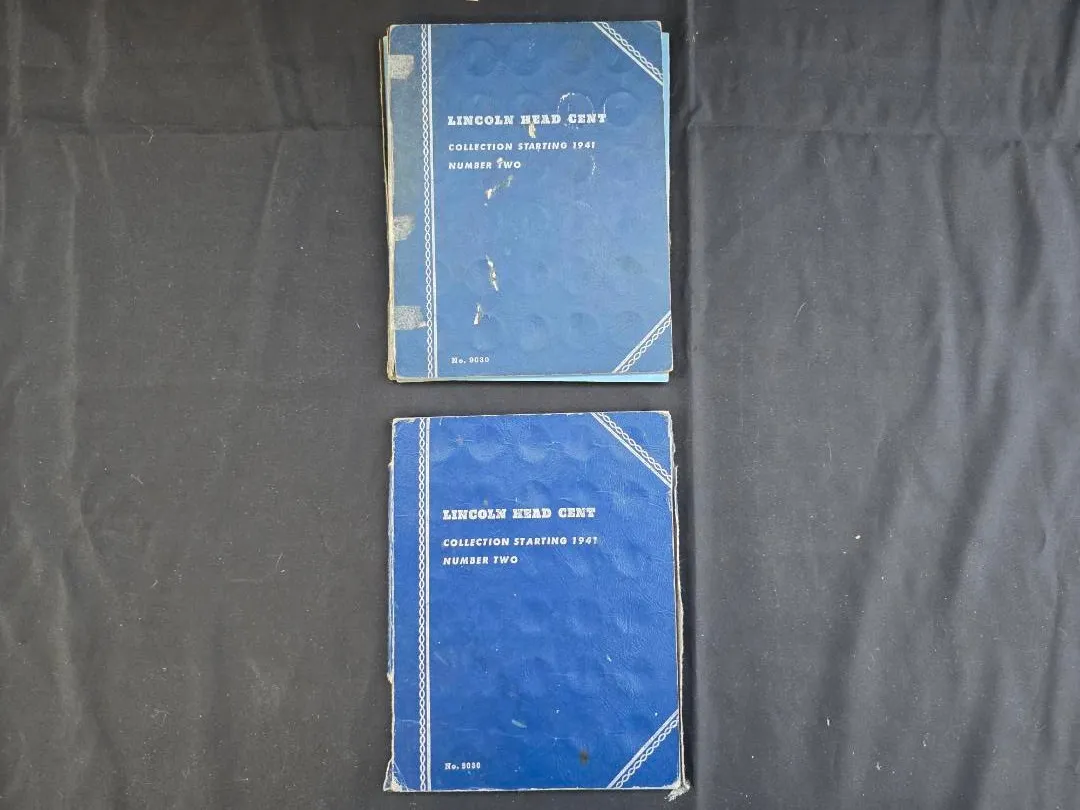 LINCOLN HEAD CENT
COLLECTION STARTING 1941
NUMBER TWO
No. 9030
LINCOLN HEAD CENT
COLLECTION STARTING 1941
NUMBER TWO
No. 9030